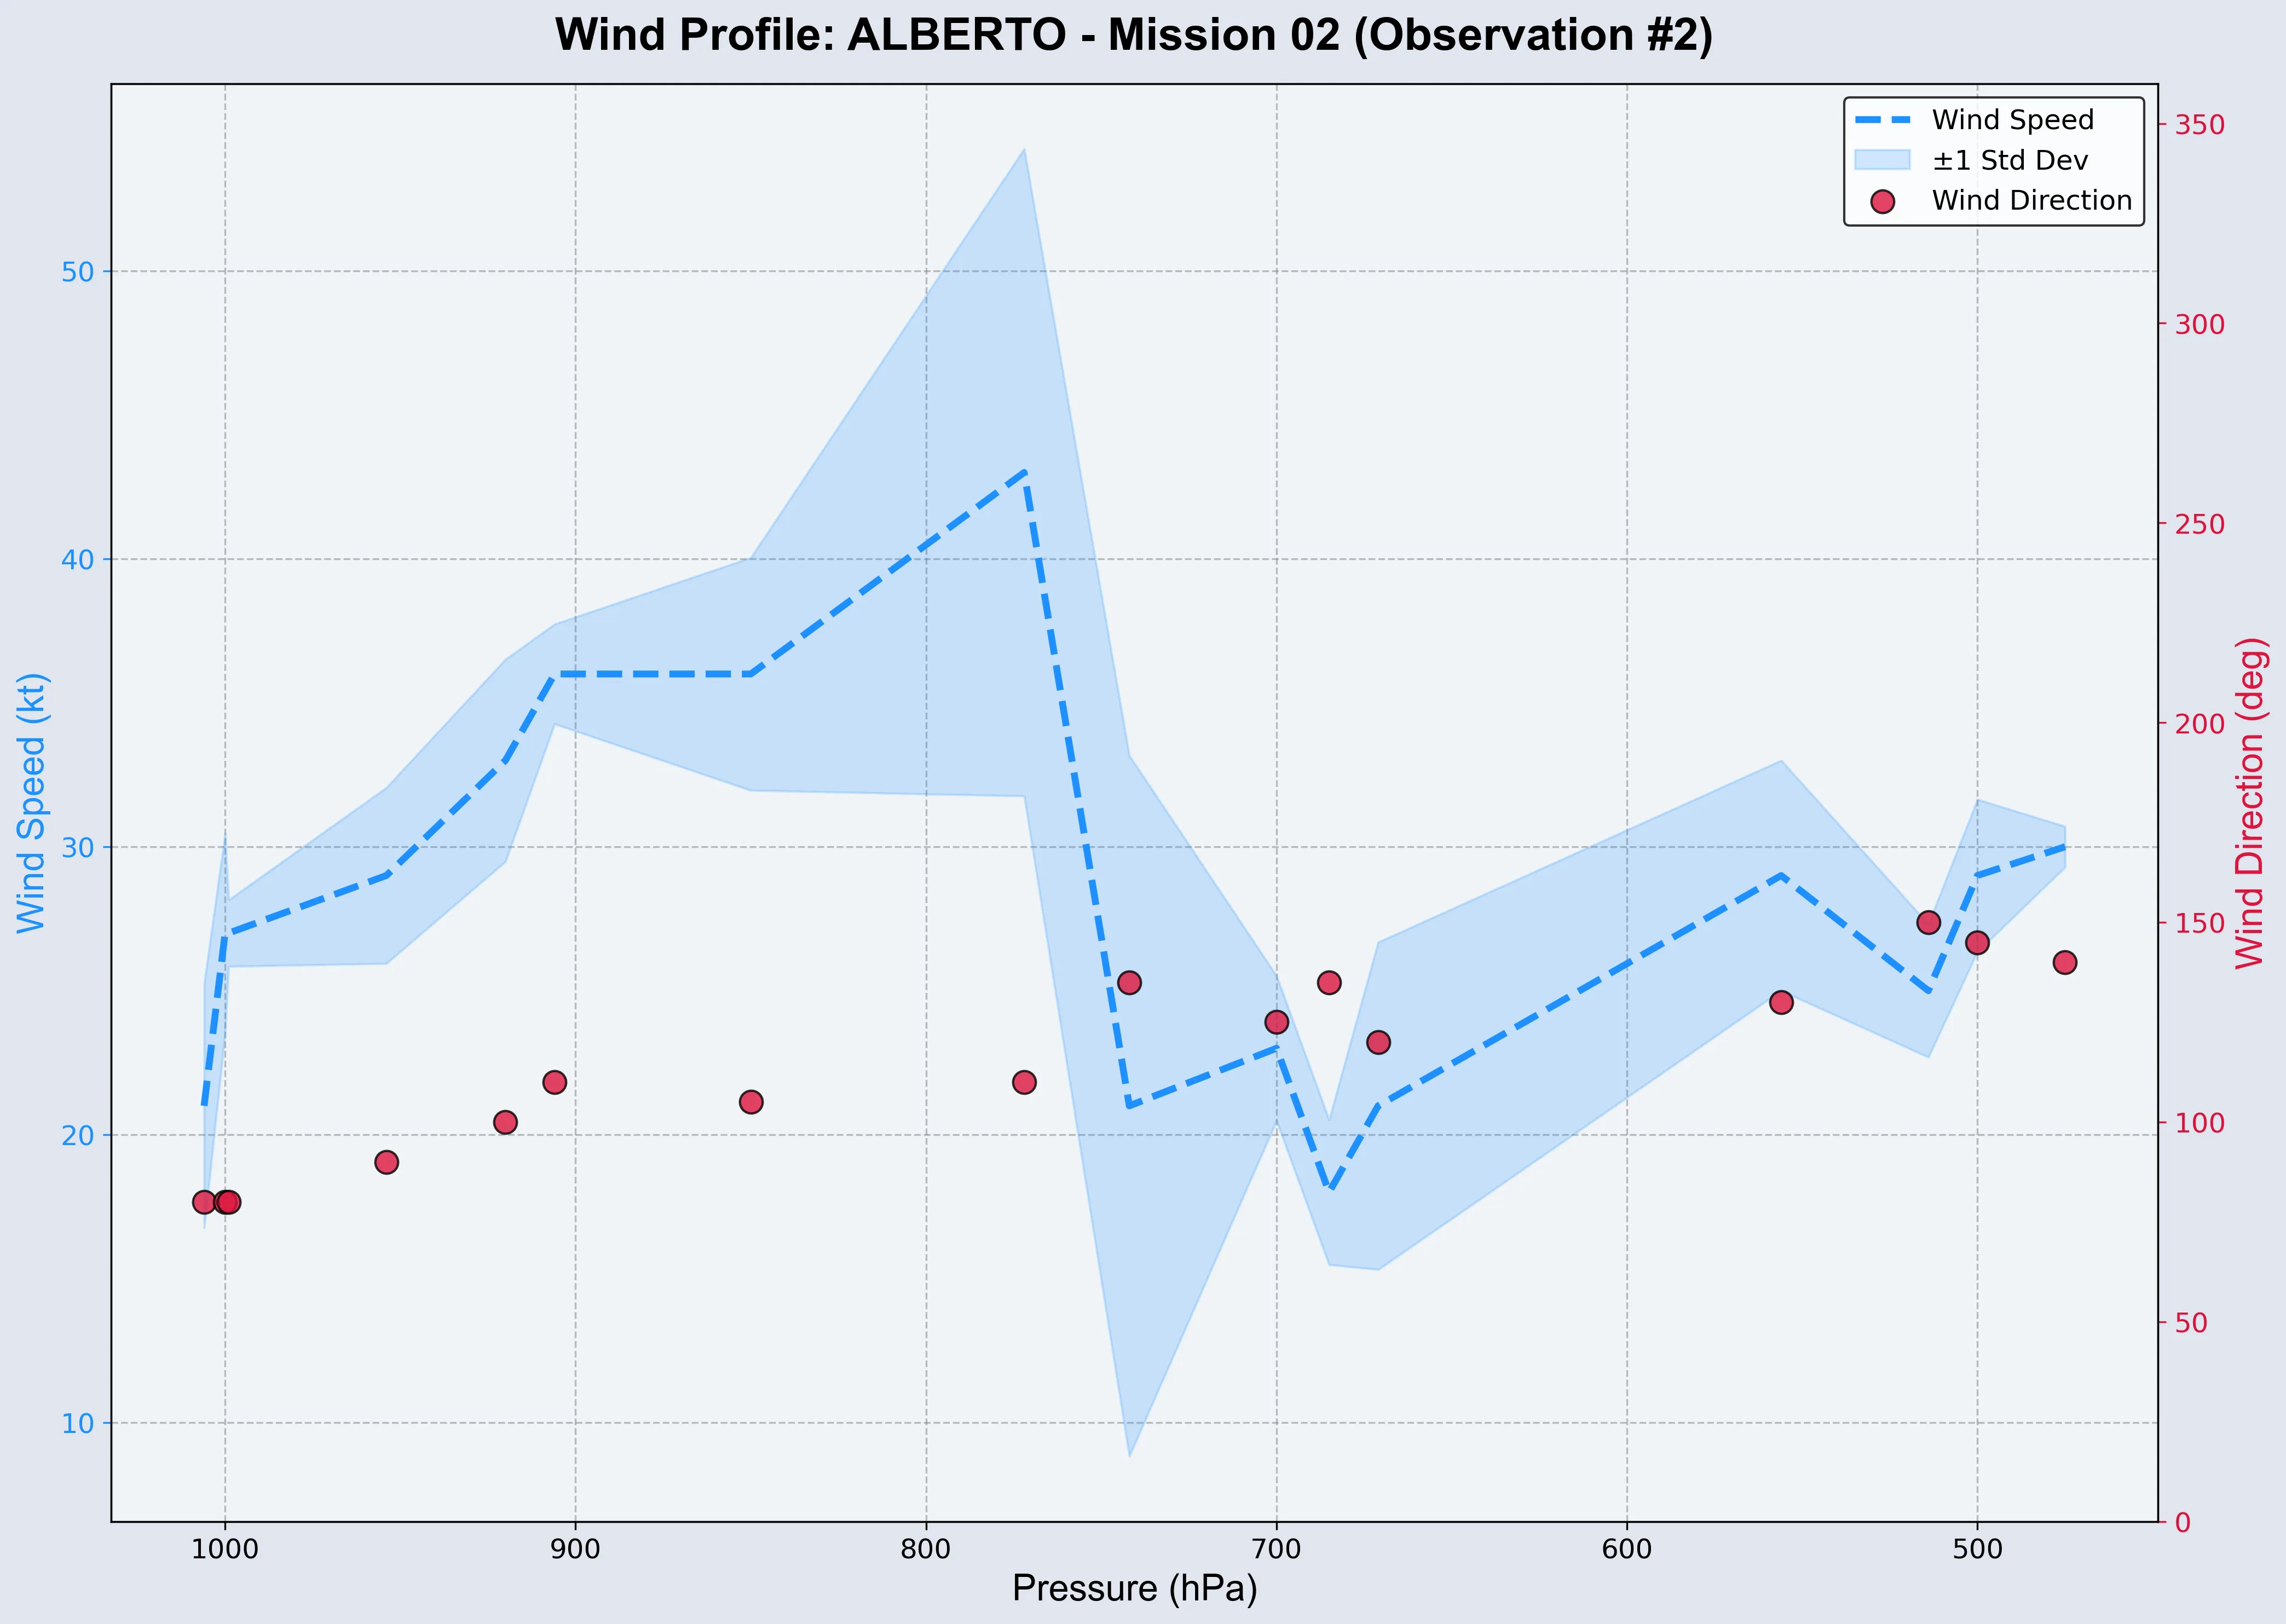 Wind Profile: ALBERTO - Mission 02 (Observation #2)
Wind Speed
±1 Std Dev
Wind Direction
Wind Speed (kt)
50
40
30
20
10
350
300
250
200
150
100
50
0
Wind Direction (deg)
1000 900 800 700 600 500
Pressure (hPa)